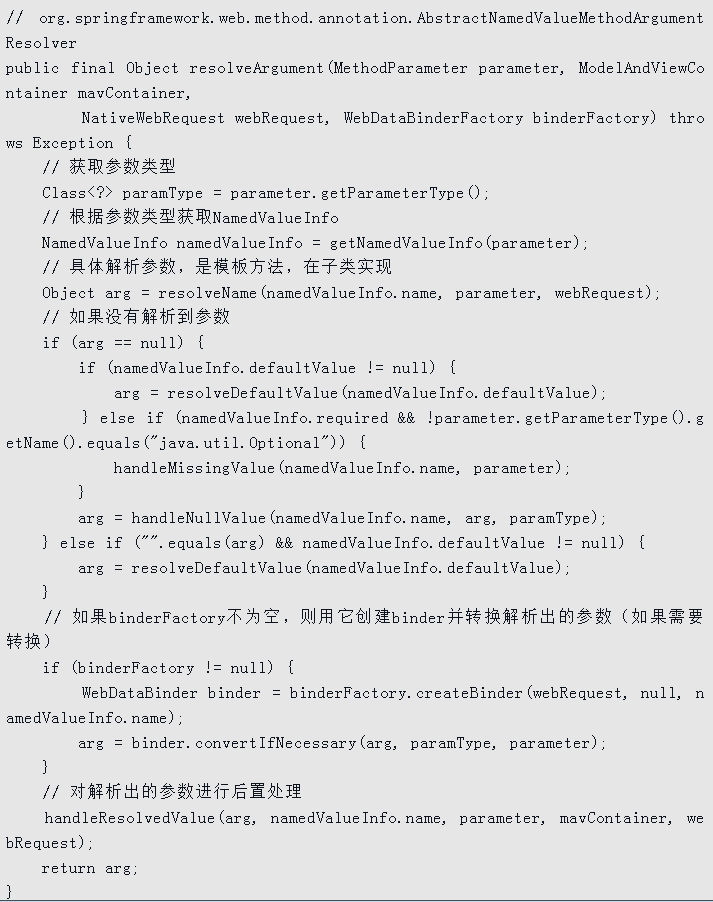 // org.springframework.web.method.annotation.AbstractNamedValueMethodArgument
Resolver
public final Object resolveArgument(MethodParameter parameter, ModelAndViewCo
ntainer mavContainer,
        NativeWebRequest webRequest, WebDataBinderFactory binderFactory) thro
ws Exception {
    // 获取参数类型
    Class<?> paramType = parameter.getParameterType();
    // 根据参数类型获取NamedValueInfo
    NamedValueInfo namedValueInfo = getNamedValueInfo(parameter);
    // 具体解析参数，是模板方法，在子类实现
    Object arg = resolveName(namedValueInfo.name, parameter, webRequest);
    // 如果没有解析到参数
    if (arg == null) {
        if (namedValueInfo.defaultValue != null) {
            arg = resolveDefaultValue(namedValueInfo.defaultValue);
        } else if (namedValueInfo.required && !parameter.getParameterType().g
etName().equals("java.util.Optional")) {
            handleMissingValue(namedValueInfo.name, parameter);
        }
        arg = handleNullValue(namedValueInfo.name, arg, paramType);
    } else if ("".equals(arg) && namedValueInfo.defaultValue != null) {
        arg = resolveDefaultValue(namedValueInfo.defaultValue);
    }
    // 如果binderFactory不为空，则用它创建binder并转换解析出的参数（如果需要
转换）
    if (binderFactory != null) {
        WebDataBinder binder = binderFactory.createBinder(webRequest, null, n
amedValueInfo.name);
        arg = binder.convertIfNecessary(arg, paramType, parameter);
    }
    // 对解析出的参数进行后置处理
    handleResolvedValue(arg, namedValueInfo.name, parameter, mavContainer, we
bRequest);
    return arg;
}